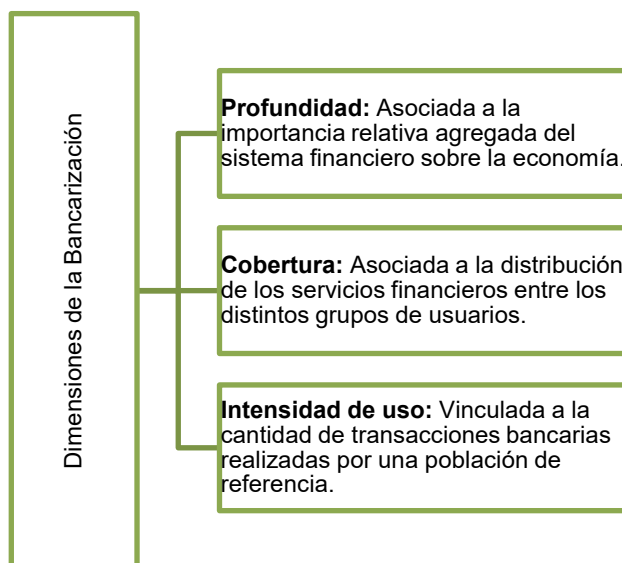 Dimensiones de la Bancarización
Profundidad: Asociada a la
importancia relativa agregada del
sistema financiero sobre la economía.
Cobertura: Asociada a la distribución
de los servicios financieros entre los
distintos grupos de usuarios.
Intensidad de uso: Vinculada a la
cantidad de transacciones bancarias
realizadas por una población de
referencia.